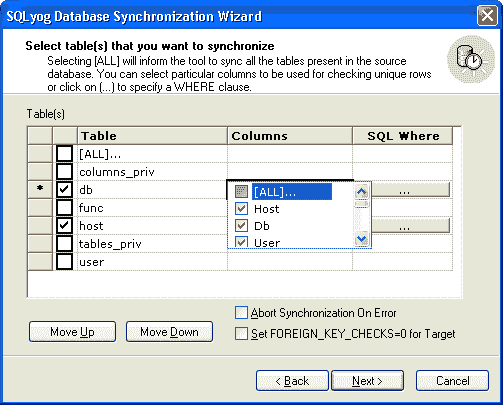 SQLyog Database Synchronization Wizard
Select table(s) that you want to synchronize
Selecting [ALL] will inform the tool to sync all the tables present in the source
database. You can select particular columns to be used for checking unique rows
or click on (...) to specify a WHERE clause.
Table(s)
Table Columns SQL Where
[ALL]...
columns_priv
* db [ALL]... ...
func Host
host Db ...
tables_priv User
user
Abort Synchronization On Error
Move Up Move Down Set FOREIGN_KEY_CHECKS=0 for Target
< Back Next > Cancel